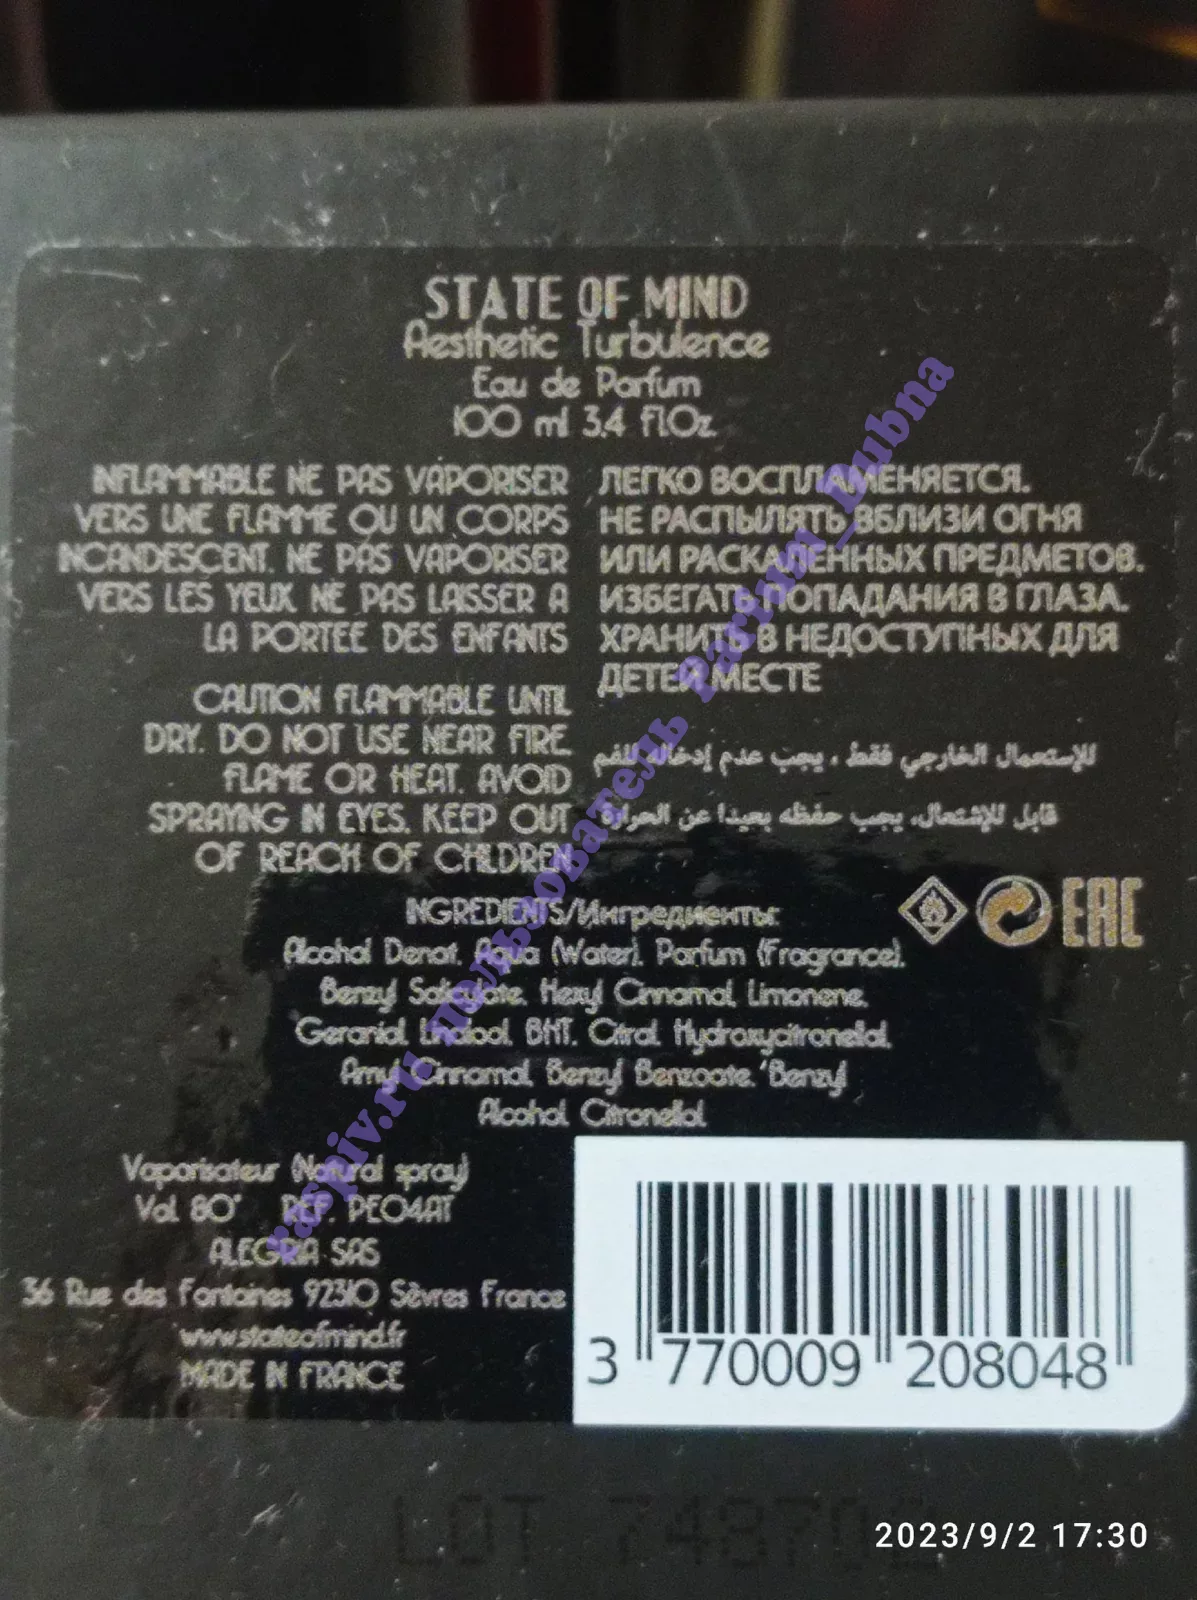 STATE OF MIND
Aesthetic Turbulence
Eau de Parfum
100 ml 3.4 fl.Oz.
INFLAMMABLE NE PAS VAPORISER
VERS UNE FLAMME OU UN CORPS
INCANDESCENT. NE PAS VAPORISER
VERS LES YEUX. NE PAS LAISSER A
LA PORTEE DES ENFANTS
CAUTION FLAMMABLE UNTIL
DRY. DO NOT USE NEAR FIRE,
FLAME OR HEAT. AVOID
SPRAYING IN EYES. KEEP OUT
OF REACH OF CHILDREN
ЛЕГКО ВОСПЛАМЕНЯЕТСЯ.
НЕ РАСПЫЛЯТЬ ВБЛИЗИ ОГНЯ
ИЛИ РАСКАЛЕННЫХ ПРЕДМЕТОВ.
ИЗБЕГАТЬ ПОПАДАНИЯ В ГЛАЗА.
ХРАНИТЬ В НЕДОСТУПНЫХ ДЛЯ
ДЕТЕЙ МЕСТЕ
للإستعمال الخارجي فقط ، يجب عدم إدخاله للفم
قابل للإشتعال، يجب حفظه بعيدا عن الحرارة
EAC
INGREDIENTS/Ингредиенты:
Alcohol Denat. Aqua (Water). Parfum (Fragrance).
Benzyl Salicylate. Hexyl Cinnamal. Limonene.
Geraniol. Linalool. BHT. Citral. Hydroxycitronellal.
Amyl Cinnamal. Benzyl Benzoate. Benzyl
Alcohol. Citronellol.
Vaporisateur (Natural spray)
Vol. 80° REF. PE04AT
ALEGRIA SAS
36 Rue des Fontaines 92310 Sèvres France
www.stateofmind.fr
MADE IN FRANCE
3 770009 208048
LOT 748702
2023/9/2 17:30
raspiv.ru пользователь Parfum_Dubna